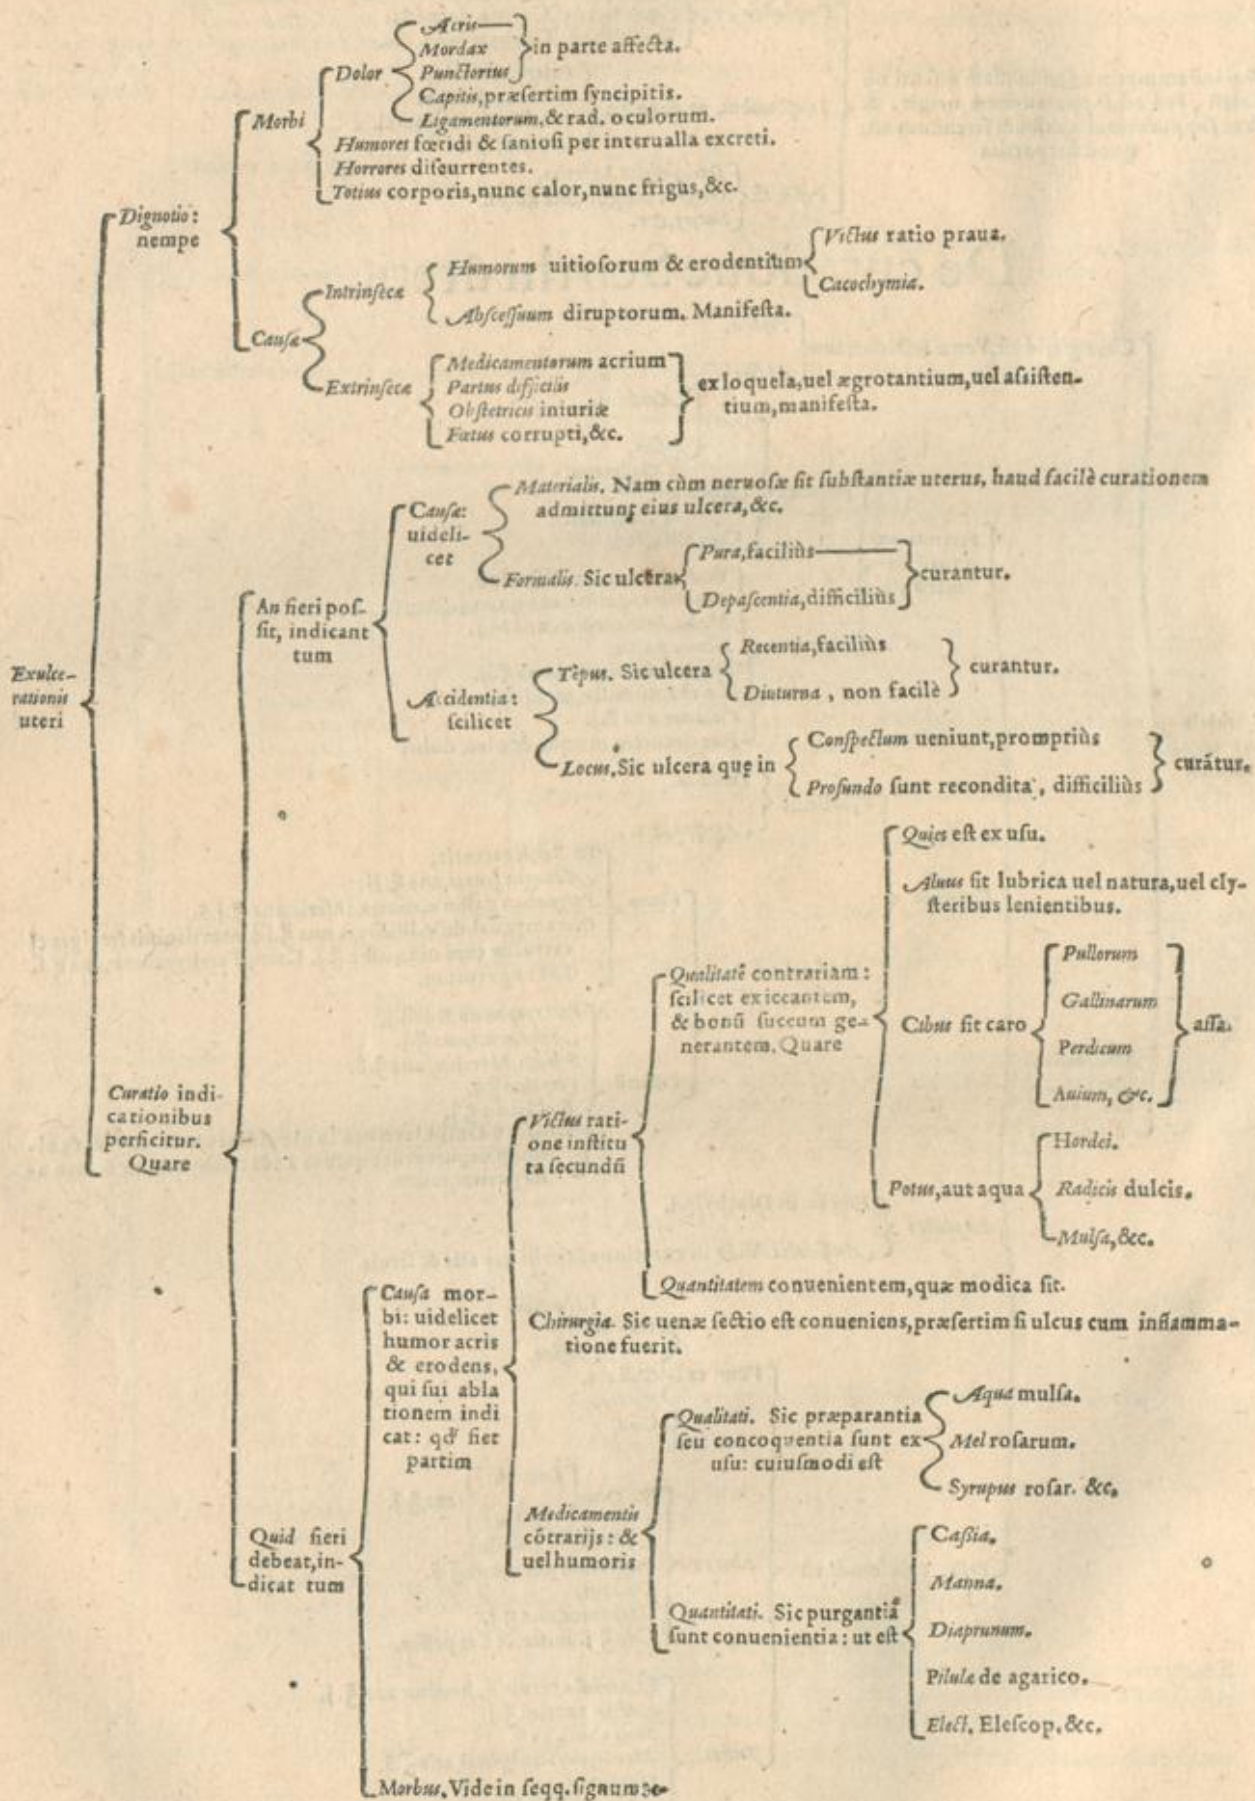 Acris
Mordax
Punctorius
in parte affecta.
Dolor
Capitis, præsertim syncipitis.
Ligamentorum, & rad. oculorum.
Morbi
Humores fœtidi & saniosi per interualla excreti.
Horrores discurrentes.
Totius corporis, nunc calor, nunc frigus, &c.
Dignotio:
nempe
Victus ratio praua.
Humorum uitiosorum & erodentium
Cacochymia.
Intrinsecæ
Abscessuum diruptorum. Manifesta.
Causæ
Medicamentorum acrium
Extrinsecæ
Partus difficilis
Obstetricis iniuriæ
Fœtus corrupti, &c.
ex loquela, uel ægrotantium, uel assisten-
tium, manifesta.
Materialis. Nam cùm neruosæ sit substantiæ uterus, haud facilè curationem
admittunt eius ulcera, &c.
Causæ:
uideli-
cet
Pura, faciliùs
Formalis. Sic ulcera
curantur.
Depascentia, difficiliùs
An fieri pos-
sit, indicant
tum
Recentia, faciliùs
Tẽpus. Sic ulcera
curantur.
Diuturna, non facilè
Accidentia:
scilicet
Conspectum ueniunt, promptiùs
Locus. Sic ulcera quę in
curãtur.
Profundo sunt recondita, difficiliùs
Exulce-
rationis
uteri
Quies est ex usu.
Aluus sit lubrica uel natura, uel cly-
steribus lenientibus.
Qualitatẽ contrariam:
scilicet exiccantem,
& bonũ succum ge-
nerantem. Quare
Pullorum
Gallinarum
Cibus sit caro
assa.
Perdicum
Auium, &c.
Curatio indi-
cationibus
perficitur.
Quare
Victus rati-
one institu
ta secundũ
Hordei.
Potus, aut aqua
Radicis dulcis.
Mulsa, &c.
Quantitatem conuenientem, quæ modica sit.
Causa mor-
bi: uidelicet
humor acris
& erodens,
qui sui abla
tionem indi
cat: qđ fiet
partim
Chirurgia. Sic uenæ sectio est conueniens, præsertim si ulcus cum inflamma-
tione fuerit.
Aqua mulsa.
Qualitati. Sic præparantia
seu concoquentia sunt ex
usu: cuiusmodi est
Mel rosarum.
Syrupus rosar. &c.
Medicamentis
cõtrarijs: &
uel humoris
Quid fieri
debeat, in-
dicat tum
Cassia.
Manna.
Quantitati. Sic purgantia
sunt conuenientia: ut est
Diaprunum.
Pilulæ de agarico.
Elect. Elescop. &c.
Morbus. Vide in seqq. signum